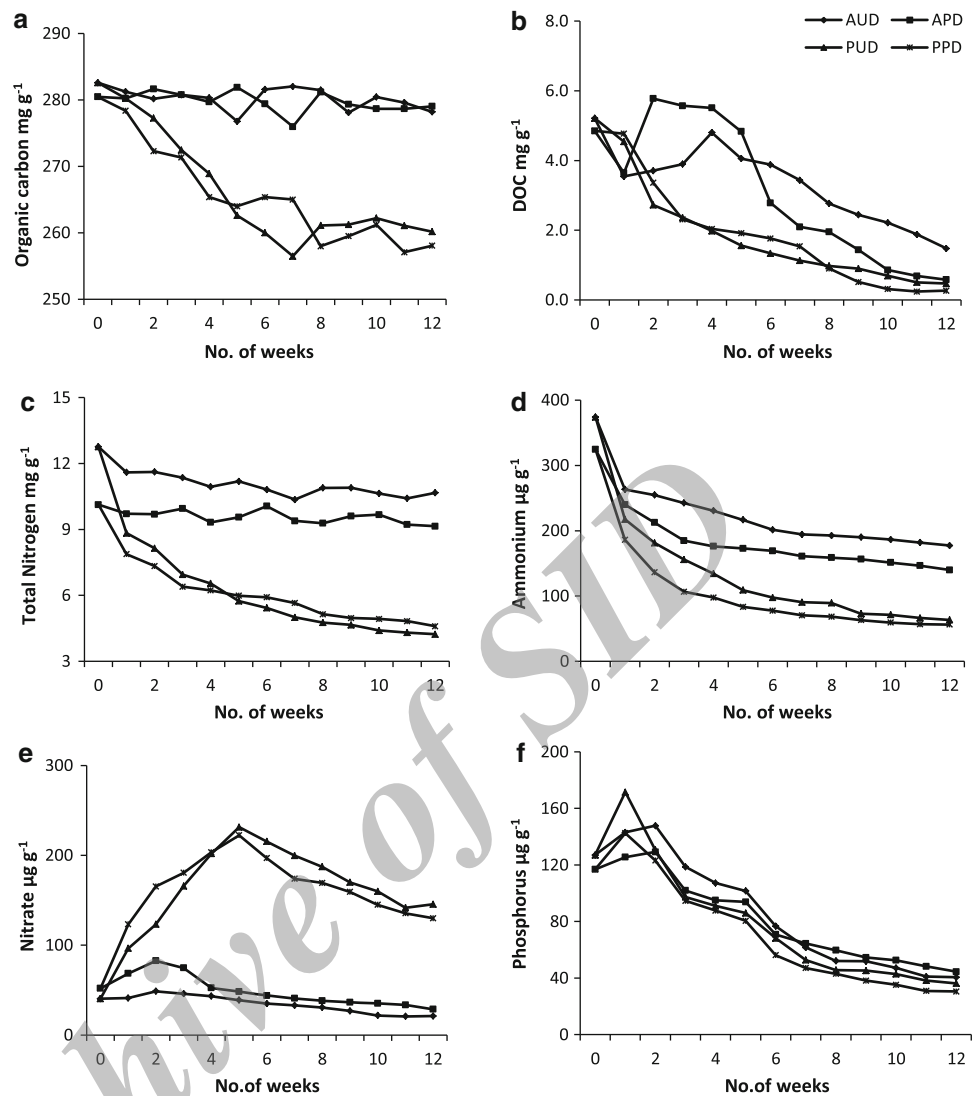 a
290
280
270
260
250
Organic carbon mg g-1
0 2 4 6 8 10 12
No. of weeks
b
AUD APD
PUD PPD
8.0
6.0
4.0
2.0
0.0
DOC mg g-1
0 2 4 6 8 10 12
No. of weeks
c
15
12
9
6
3
Total Nitrogen mg g-1
0 2 4 6 8 10 12
No. of weeks
d
400
300
200
100
0
Ammonium µg g-1
0 2 4 6 8 10 12
No. of weeks
e
300
200
100
0
Nitrate µg g-1
0 2 4 6 8 10 12
No.of weeks
f
200
160
120
80
40
0
Phosphorus µg g-1
0 2 4 6 8 10 12
No.of weeks
hive of SID